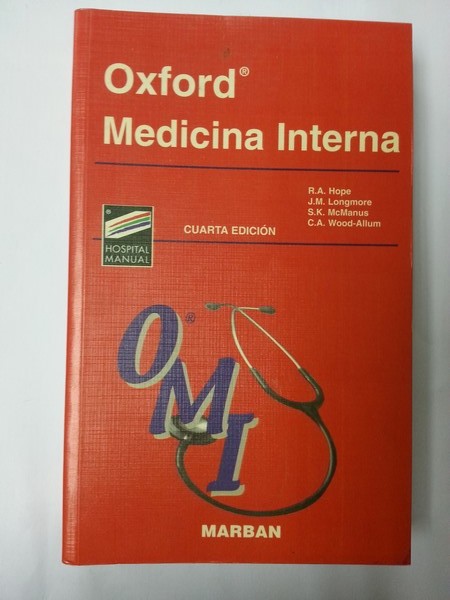 Oxford®
Medicina Interna
R.A. Hope
J.M. Longmore
S.K. McManus
C.A. Wood-Allum
CUARTA EDICIÓN
HOSPITAL
MANUAL
OMI®
MARBAN